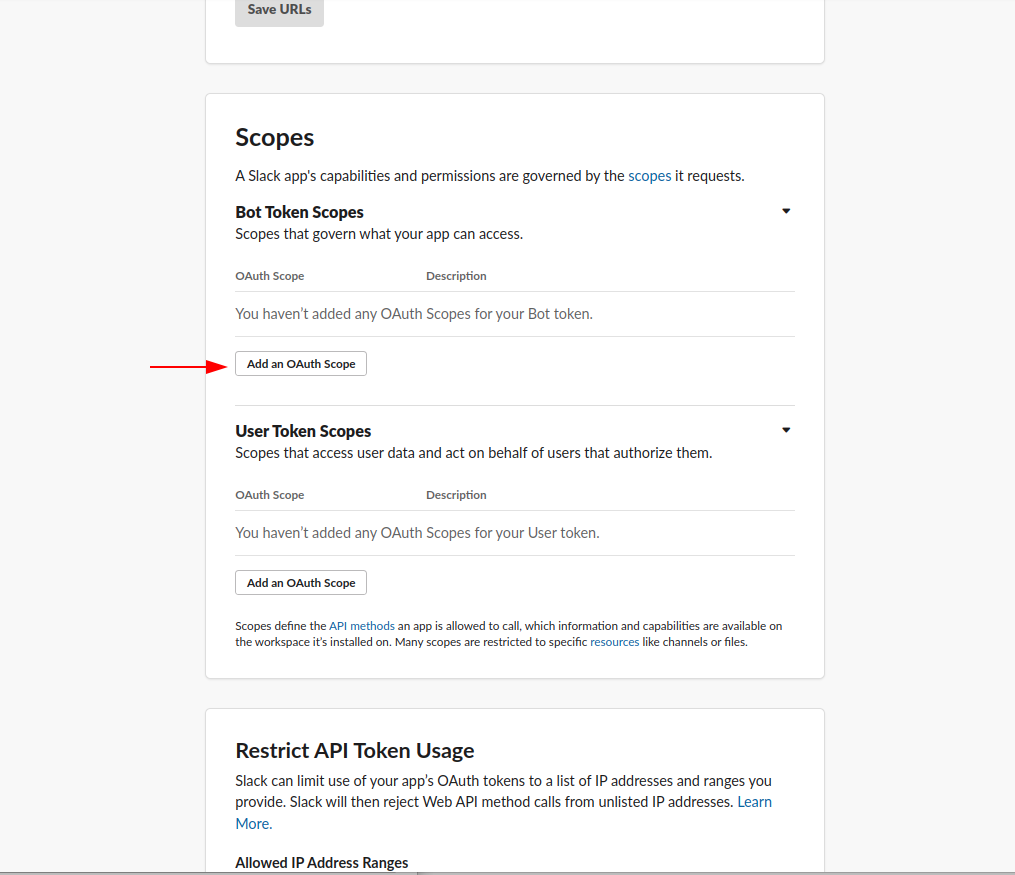 Save URLs
Scopes
A Slack app's capabilities and permissions are governed by the scopes it requests.
Bot Token Scopes
Scopes that govern what your app can access.
OAuth Scope Description
You haven’t added any OAuth Scopes for your Bot token.
Add an OAuth Scope
User Token Scopes
Scopes that access user data and act on behalf of users that authorize them.
OAuth Scope Description
You haven’t added any OAuth Scopes for your User token.
Add an OAuth Scope
Scopes define the API methods an app is allowed to call, which information and capabilities are available on
the workspace it’s installed on. Many scopes are restricted to specific resources like channels or files.
Restrict API Token Usage
Slack can limit use of your app’s OAuth tokens to a list of IP addresses and ranges you
provide. Slack will then reject Web API method calls from unlisted IP addresses. Learn
More.
Allowed IP Address Ranges